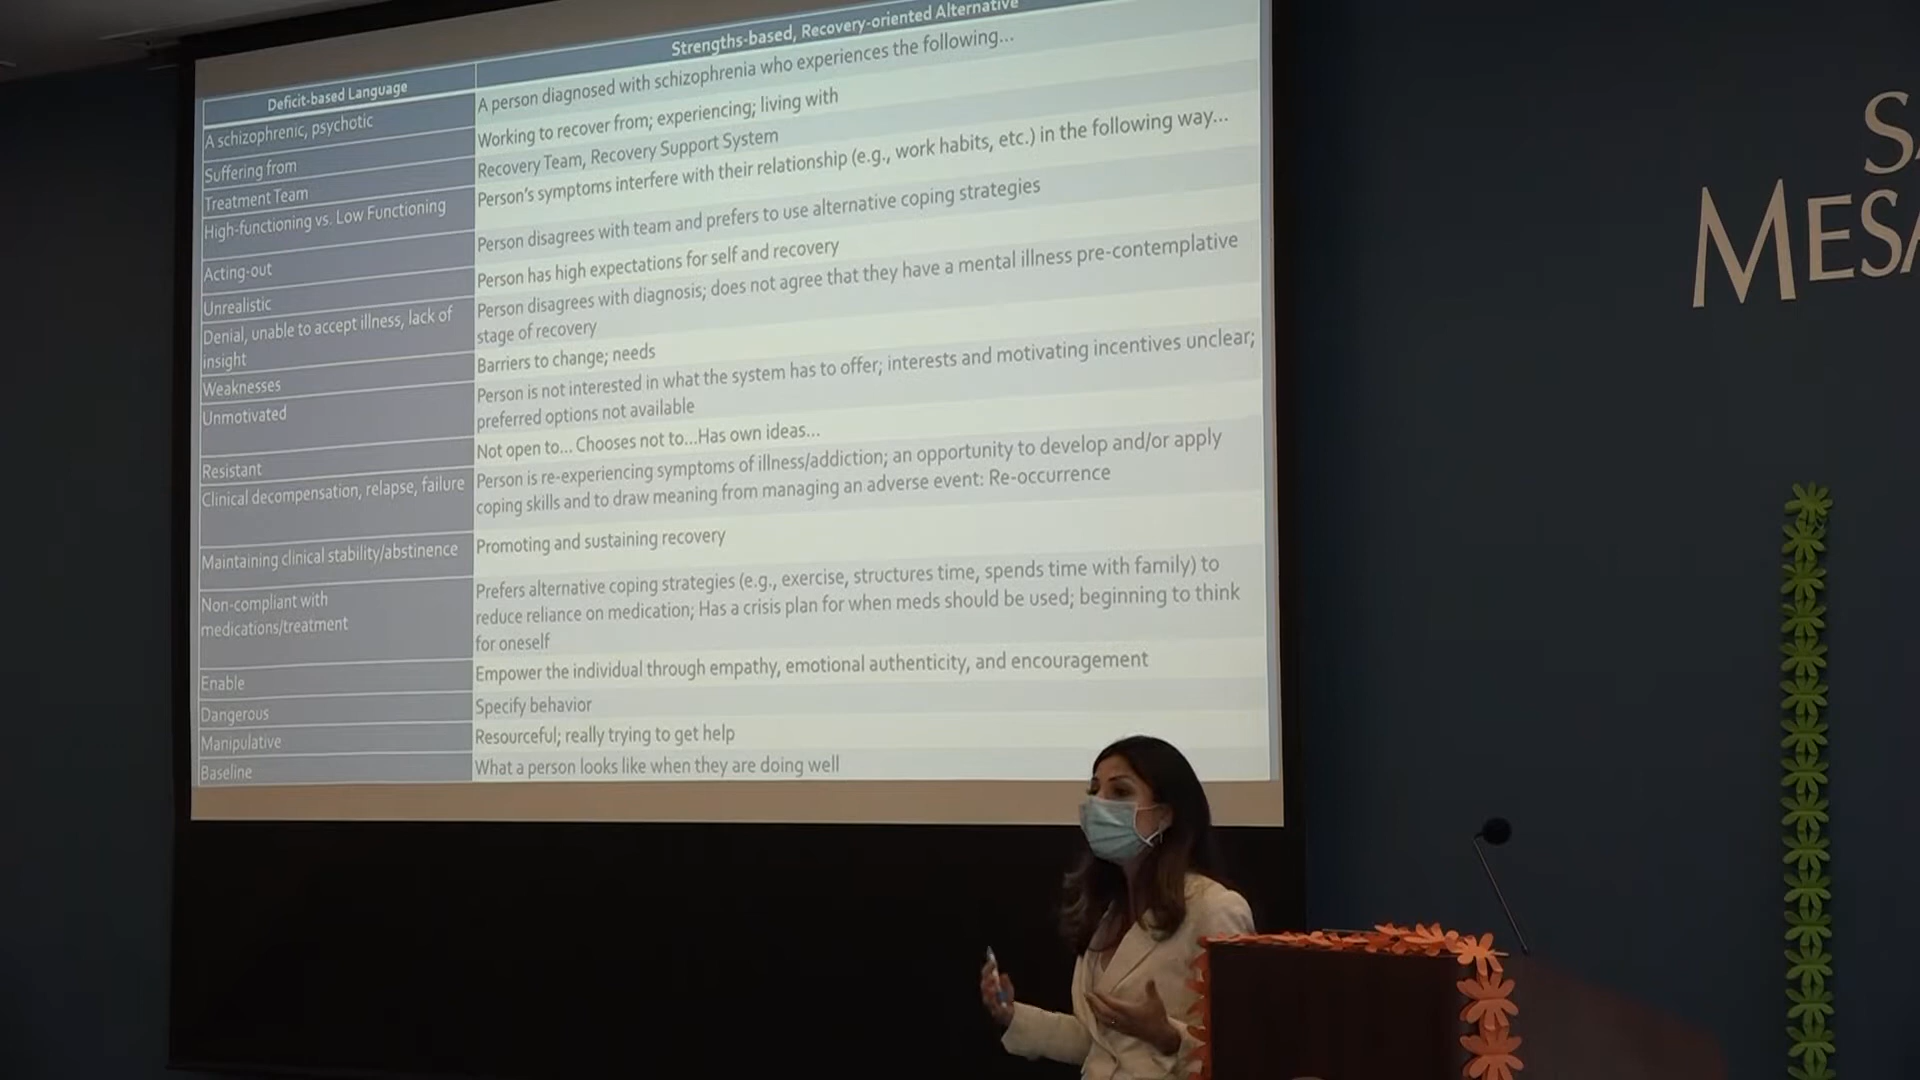 Deficit-based Language
Strengths-based, Recovery-oriented Alternative
A schizophrenic, psychotic
A person diagnosed with schizophrenia who experiences the following...
Suffering from
Working to recover from; experiencing; living with
Treatment Team
Recovery Team, Recovery Support System
High-functioning vs. Low Functioning
Person's symptoms interfere with their relationship (e.g., work habits, etc.) in the following way...
Acting-out
Person disagrees with team and prefers to use alternative coping strategies
Unrealistic
Person has high expectations for self and recovery
Denial, unable to accept illness, lack of
insight
Person disagrees with diagnosis; does not agree that they have a mental illness pre-contemplative
stage of recovery
Weaknesses
Barriers to change; needs
Unmotivated
Person is not interested in what the system has to offer; interests and motivating incentives unclear;
preferred options not available
Resistant
Not open to... Chooses not to...Has own ideas...
Clinical decompensation, relapse, failure
Person is re-experiencing symptoms of illness/addiction; an opportunity to develop and/or apply
coping skills and to draw meaning from managing an adverse event: Re-occurrence
Maintaining clinical stability/abstinence
Promoting and sustaining recovery
Non-compliant with
medications/treatment
Prefers alternative coping strategies (e.g., exercise, structures time, spends time with family) to
reduce reliance on medication; Has a crisis plan for when meds should be used; beginning to think
for oneself
Enable
Empower the individual through empathy, emotional authenticity, and encouragement
Dangerous
Specify behavior
Manipulative
Resourceful; really trying to get help
Baseline
What a person looks like when they are doing well
MESA